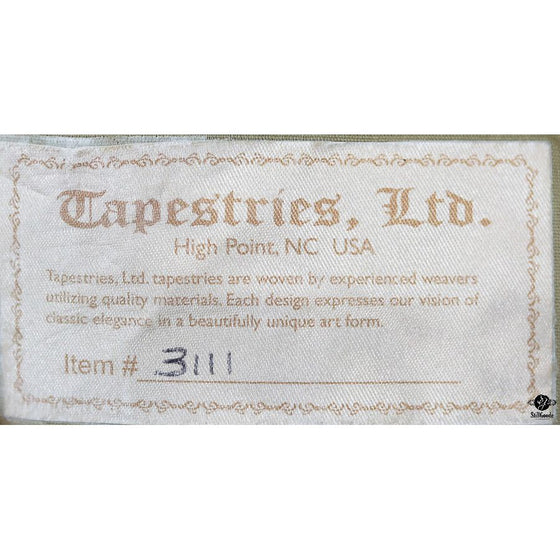 Tapestries, Ltd.
High Point, NC USA
Tapestries, Ltd. tapestries are woven by experienced weavers
utilizing quality materials. Each design expresses our vision of
classic elegance in a beautifully unique art form.
Item # 3111
StillGoode